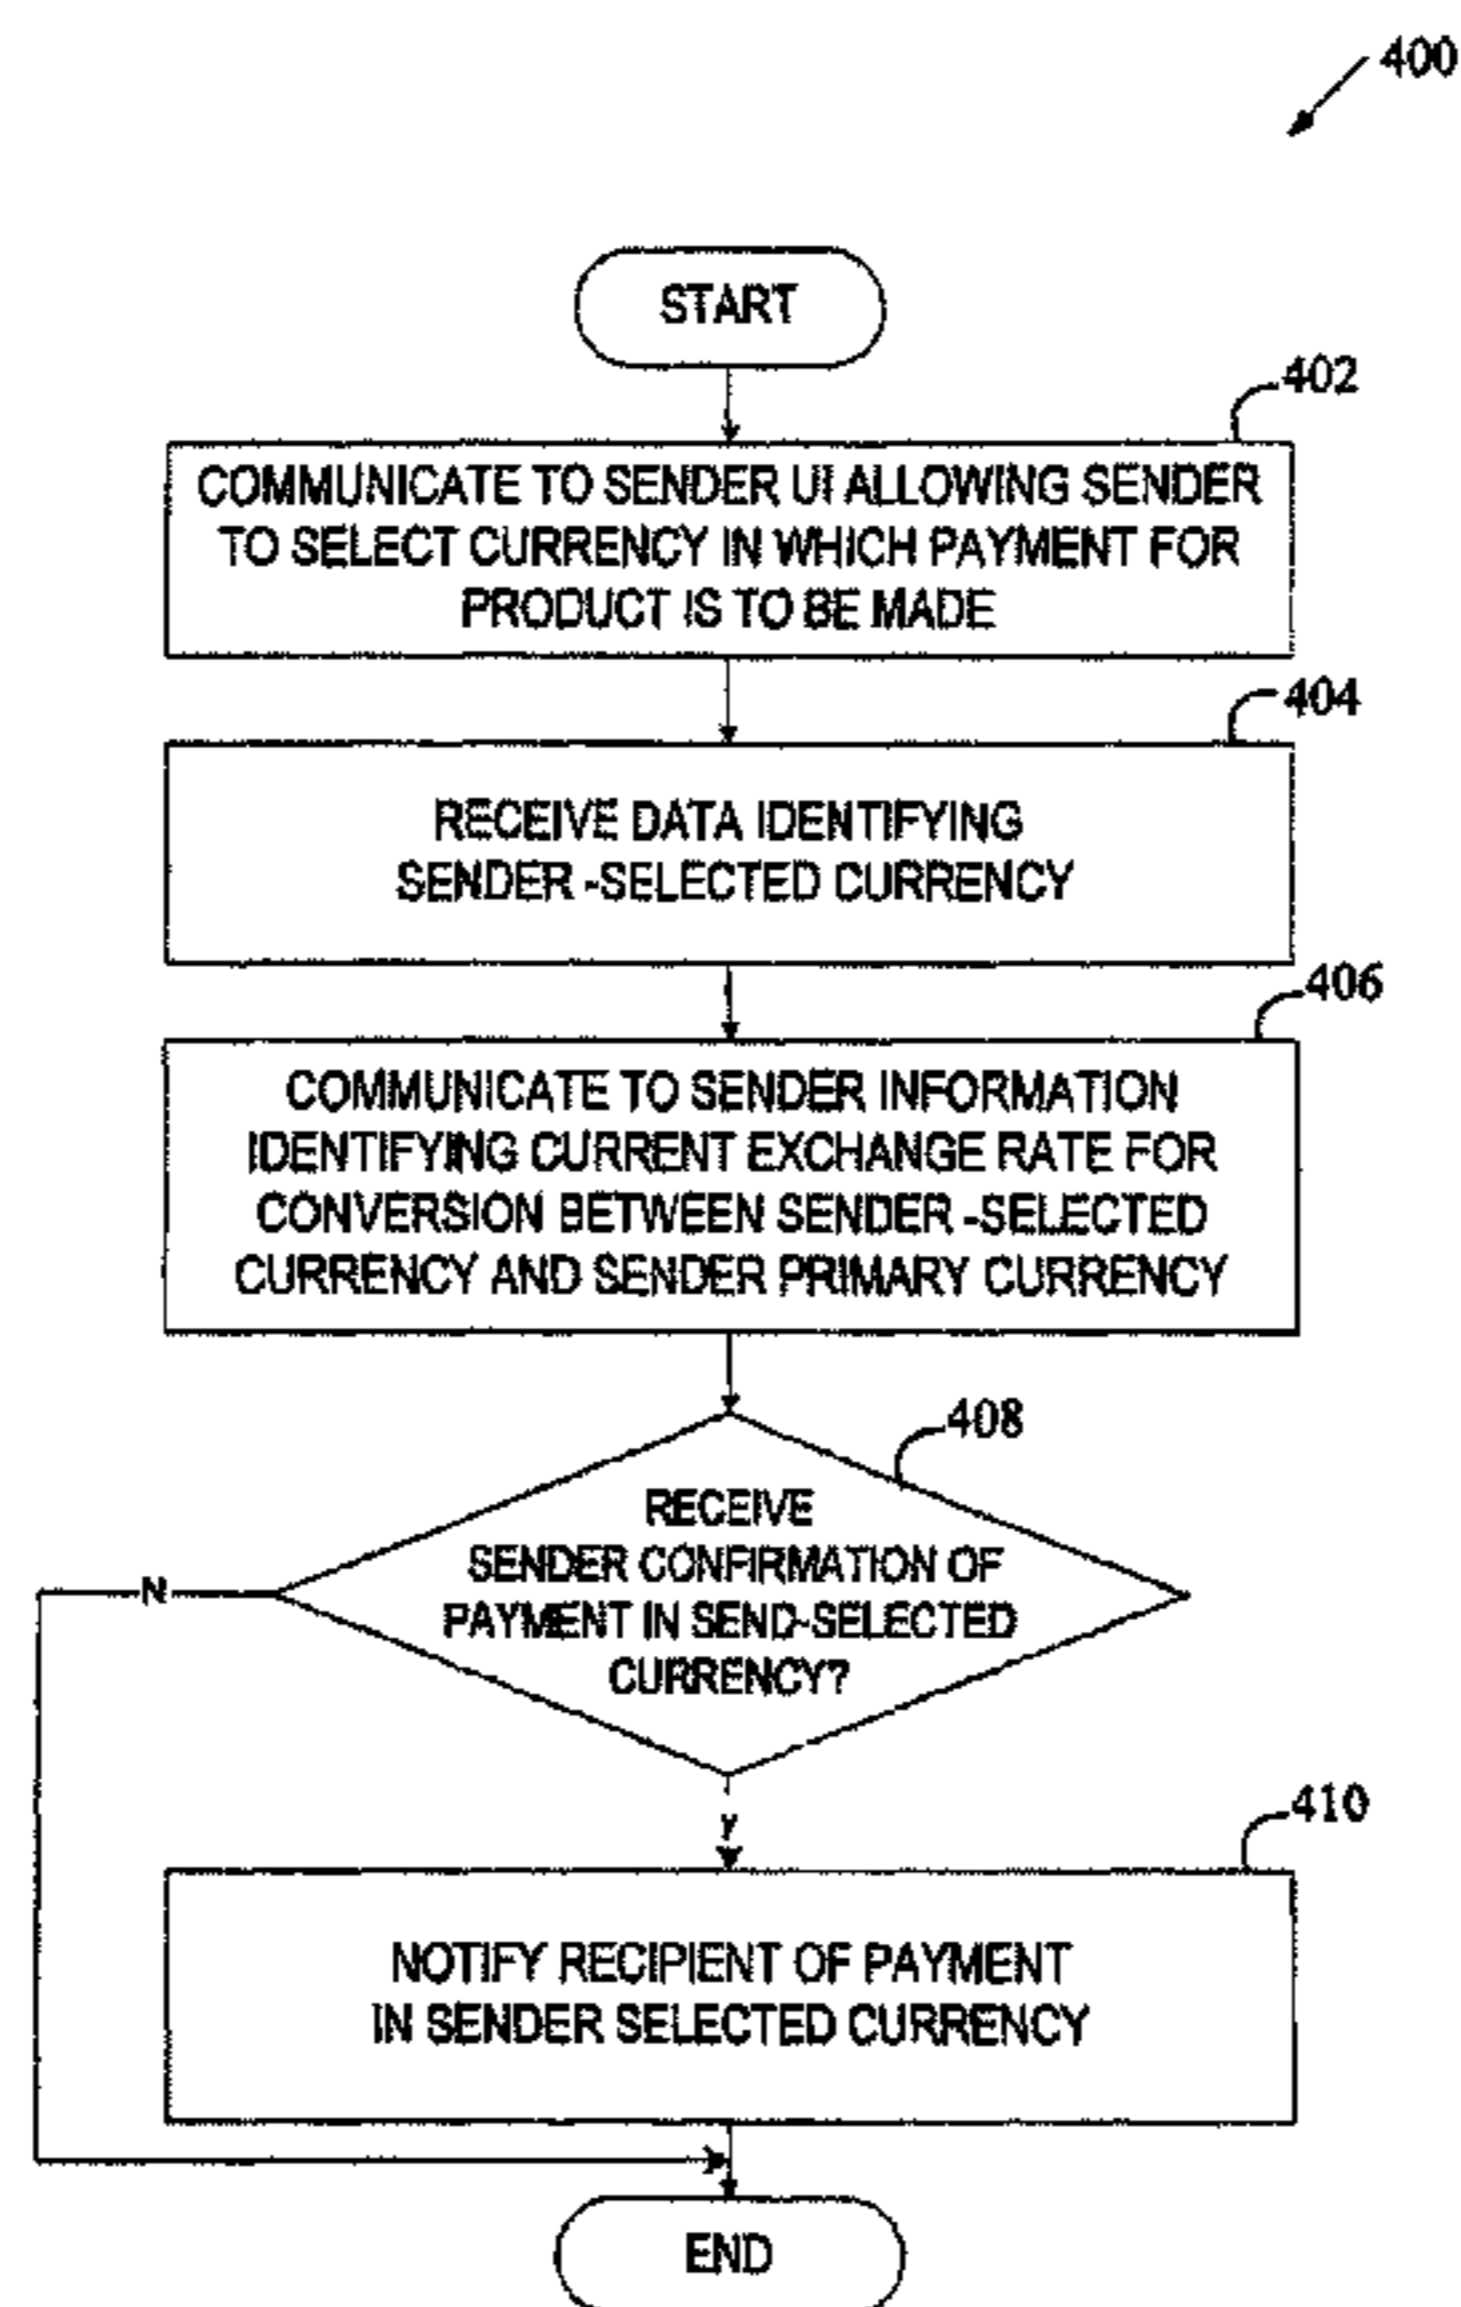 400
START
402
COMMUNICATE TO SENDER UI ALLOWING SENDER
TO SELECT CURRENCY IN WHICH PAYMENT FOR
PRODUCT IS TO BE MADE
404
RECEIVE DATA IDENTIFYING
SENDER -SELECTED CURRENCY
406
COMMUNICATE TO SENDER INFORMATION
IDENTIFYING CURRENT EXCHANGE RATE FOR
CONVERSION BETWEEN SENDER -SELECTED
CURRENCY AND SENDER PRIMARY CURRENCY
408
RECEIVE
SENDER CONFIRMATION OF
PAYMENT IN SEND-SELECTED
CURRENCY?
N
Y
410
NOTIFY RECIPIENT OF PAYMENT
IN SENDER SELECTED CURRENCY
END